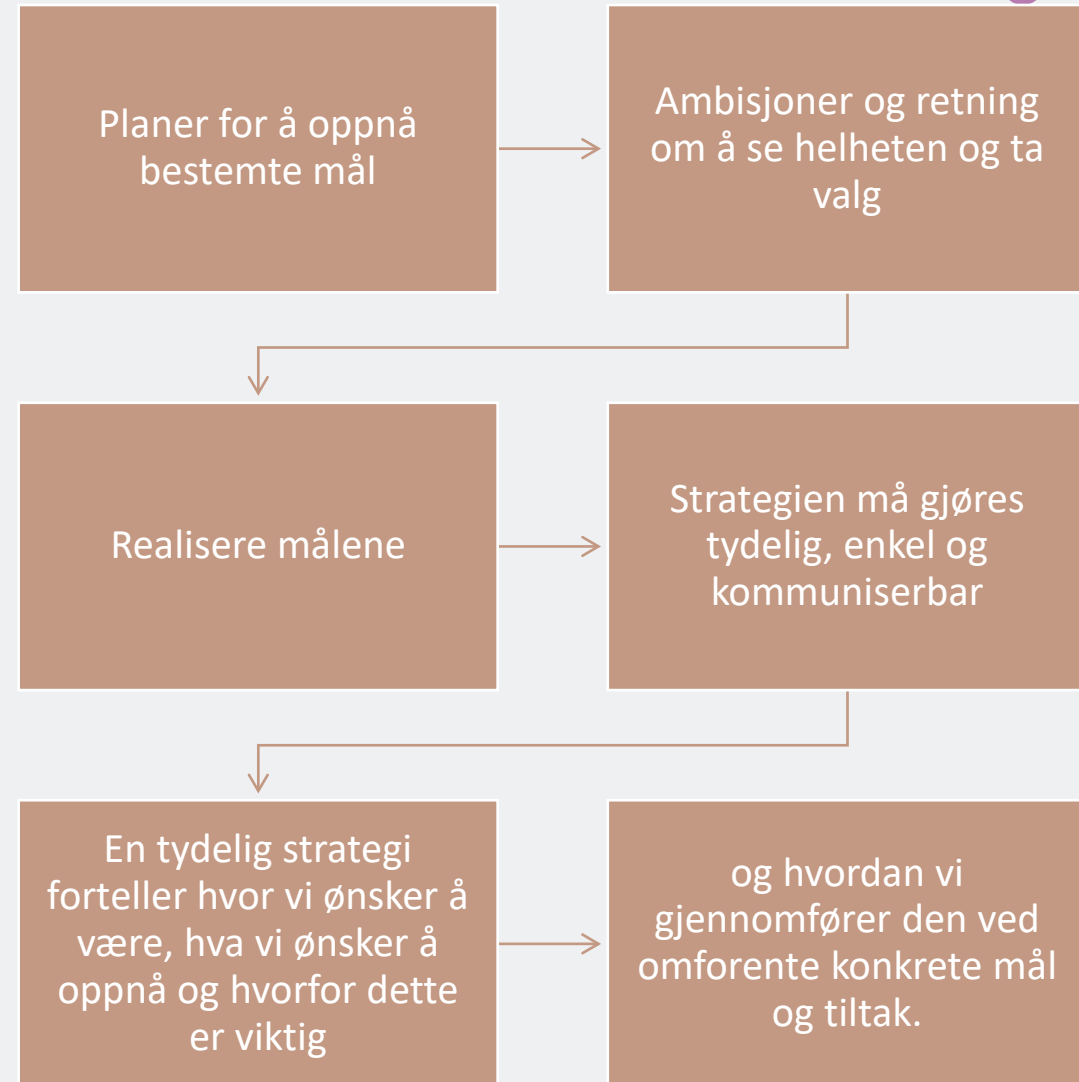 Planer for å oppnå
bestemte mål
Ambisjoner og retning
om å se helheten og ta
valg
Realisere målene
Strategien må gjøres
tydelig, enkel og
kommuniserbar
En tydelig strategi
forteller hvor vi ønsker å
være, hva vi ønsker å
oppnå og hvorfor dette
er viktig
og hvordan vi
gjennomfører den ved
omforente konkrete mål
og tiltak.